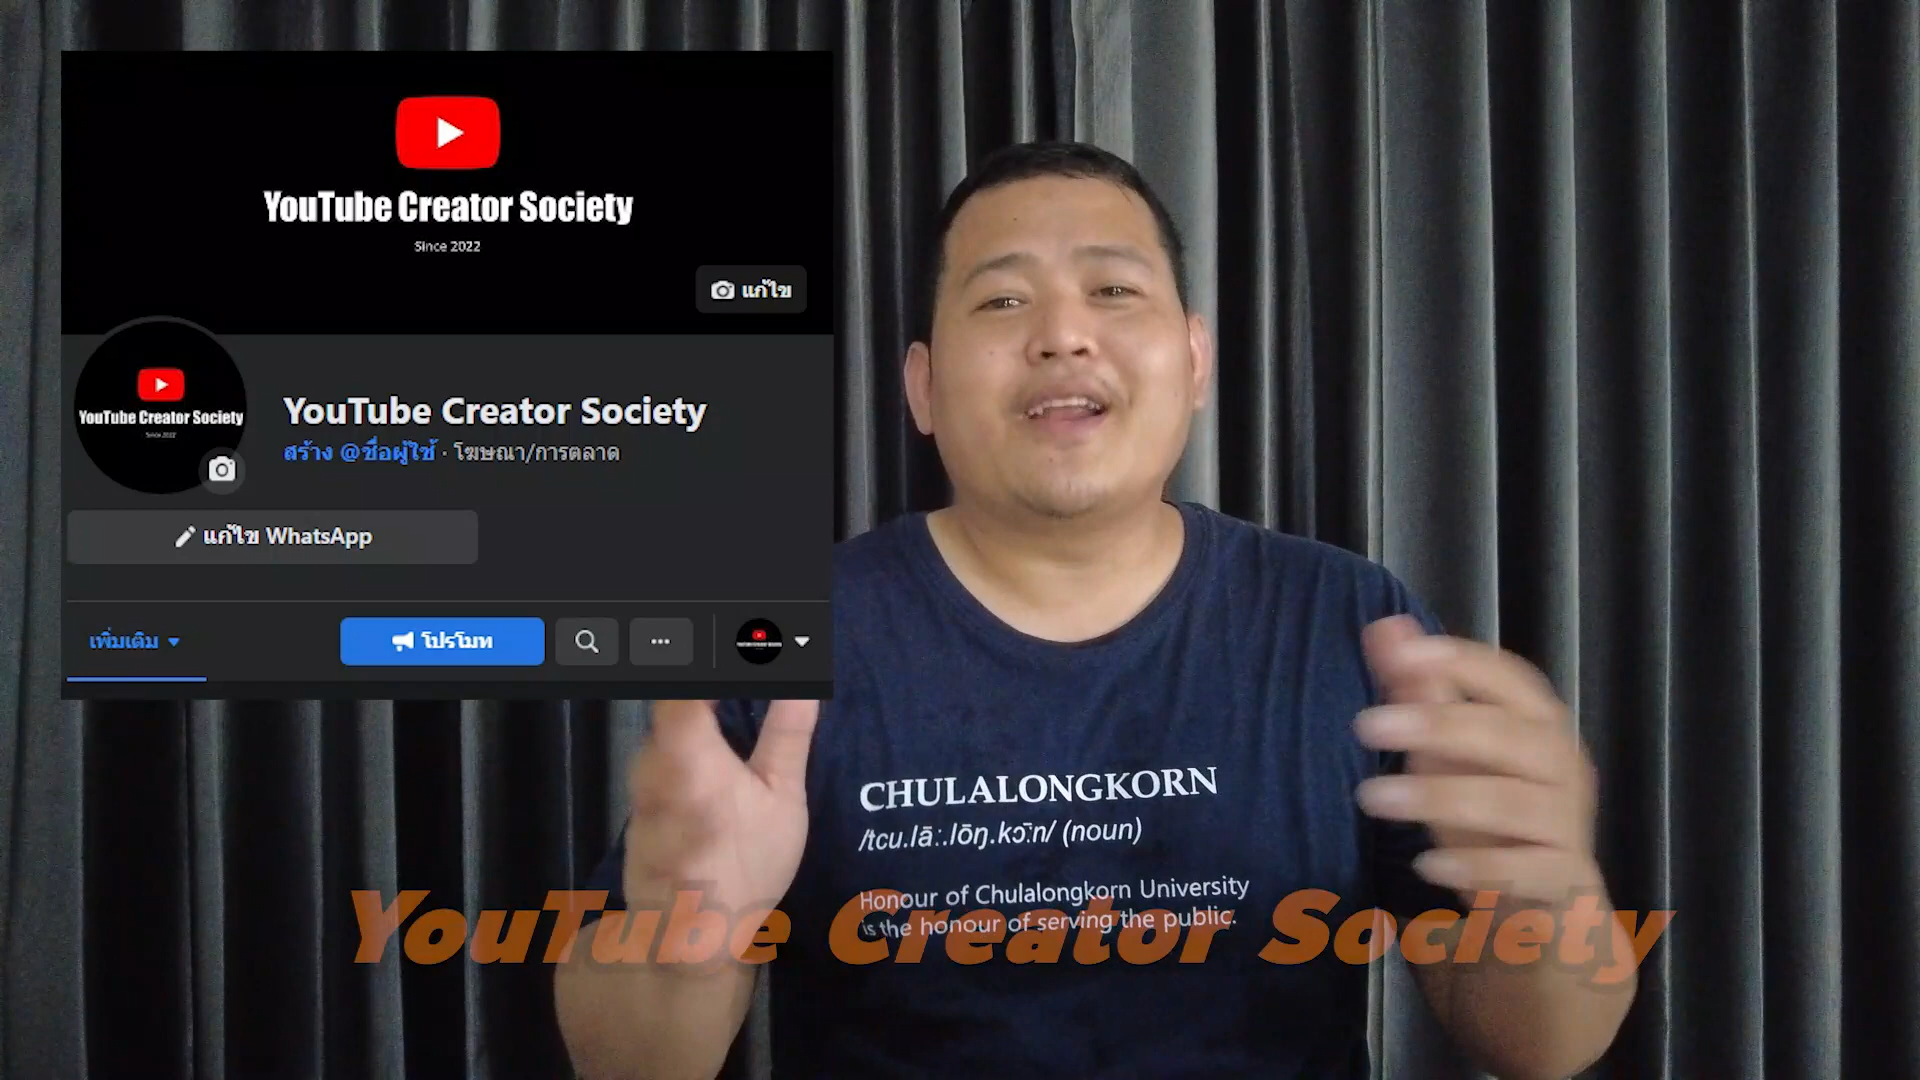 YouTube Creator Society
Since 2022
แก้ไข
YouTube Creator Society
YouTube Creator Society
สร้าง @ชื่อผู้ใช้ · โฆษณา/การตลาด
แก้ไข WhatsApp
เพิ่มเติม
โปรโมท
CHULALONGKORN
/tcu.lāː.lōŋ.kɔ̄ːn/ (noun)
Honour of Chulalongkorn University
is the honour of serving the public.
YouTube Creator Society